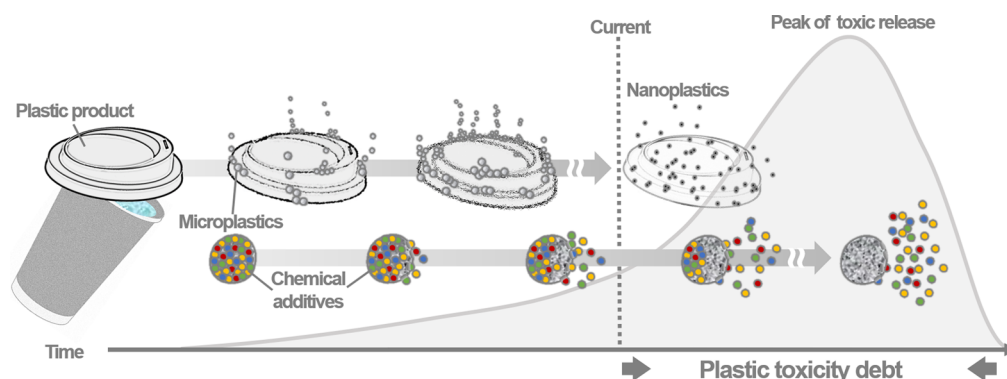 Current
Peak of toxic release
Plastic product
Nanoplastics
Microplastics
Chemical
additives
Time
Plastic toxicity debt